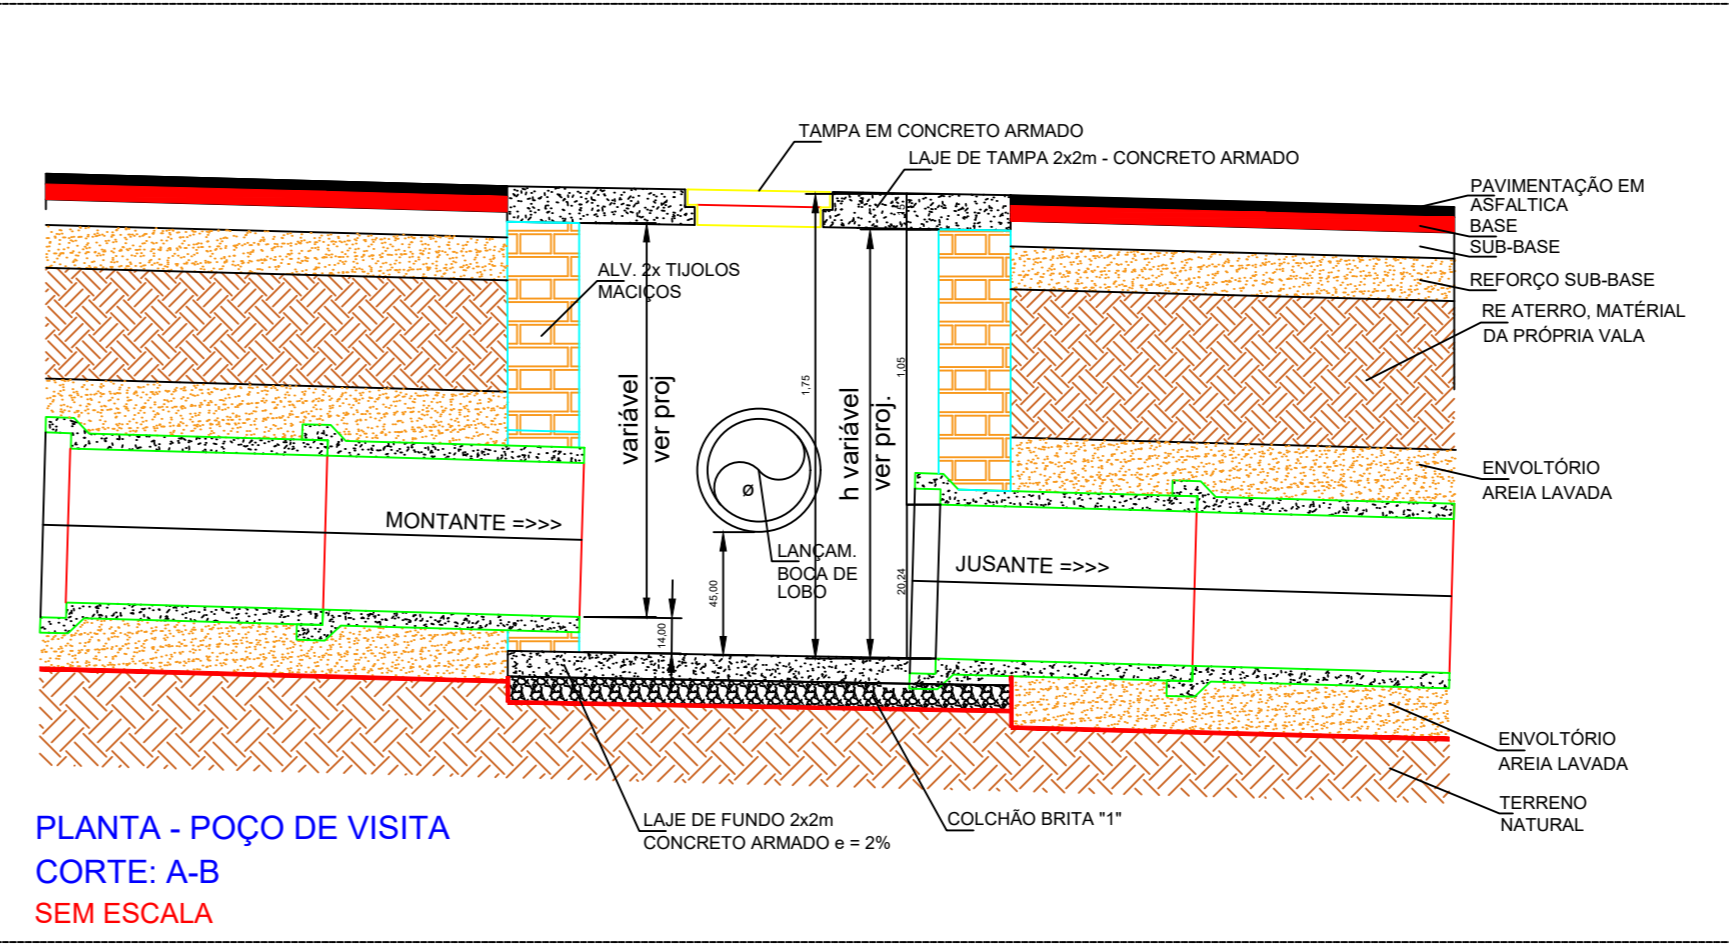 TAMPA EM CONCRETO ARMADO
LAJE DE TAMPA 2x2m - CONCRETO ARMADO
PAVIMENTAÇÃO EM
ASFALTICA
BASE
SUB-BASE
REFORÇO SUB-BASE
RE ATERRO, MATÉRIAL
DA PRÓPRIA VALA
ALV. 2x TIJOLOS
MACIÇOS
variável
ver proj
1,75
h variável
ver proj.
1,05
ENVOLTÓRIO
AREIA LAVADA
ø
MONTANTE =>>>
LANÇAM.
BOCA DE
LOBO
JUSANTE =>>>
45,00
20,24
14,00
ENVOLTÓRIO
AREIA LAVADA
TERRENO
NATURAL
LAJE DE FUNDO 2x2m
CONCRETO ARMADO e = 2%
COLCHÃO BRITA "1"
PLANTA - POÇO DE VISITA
CORTE: A-B
SEM ESCALA